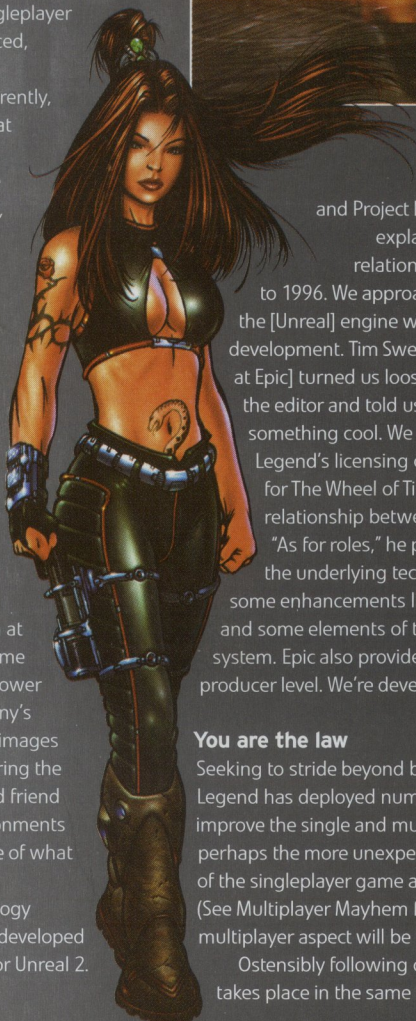 gleplayer
ted,
rently,
at
at
me
ower
ny's
images
ring the
d friend
onments
e of what
ogy
developed
or Unreal 2.
and Project
expla
relation
to 1996. We approa
the [Unreal] engine w
development. Tim Swe
at Epic] turned us loos
the editor and told us
something cool. We
Legend's licensing
for The Wheel of Ti
relationship betwe
"As for roles," he p
the underlying tec
some enhancements l
and some elements of t
system. Epic also provide
producer level. We're deve
You are the law
Seeking to stride beyond b
Legend has deployed num
improve the single and mu
perhaps the more unexpe
of the singleplayer game a
(See Multiplayer Mayhem
multiplayer aspect will be
Ostensibly following
takes place in the same